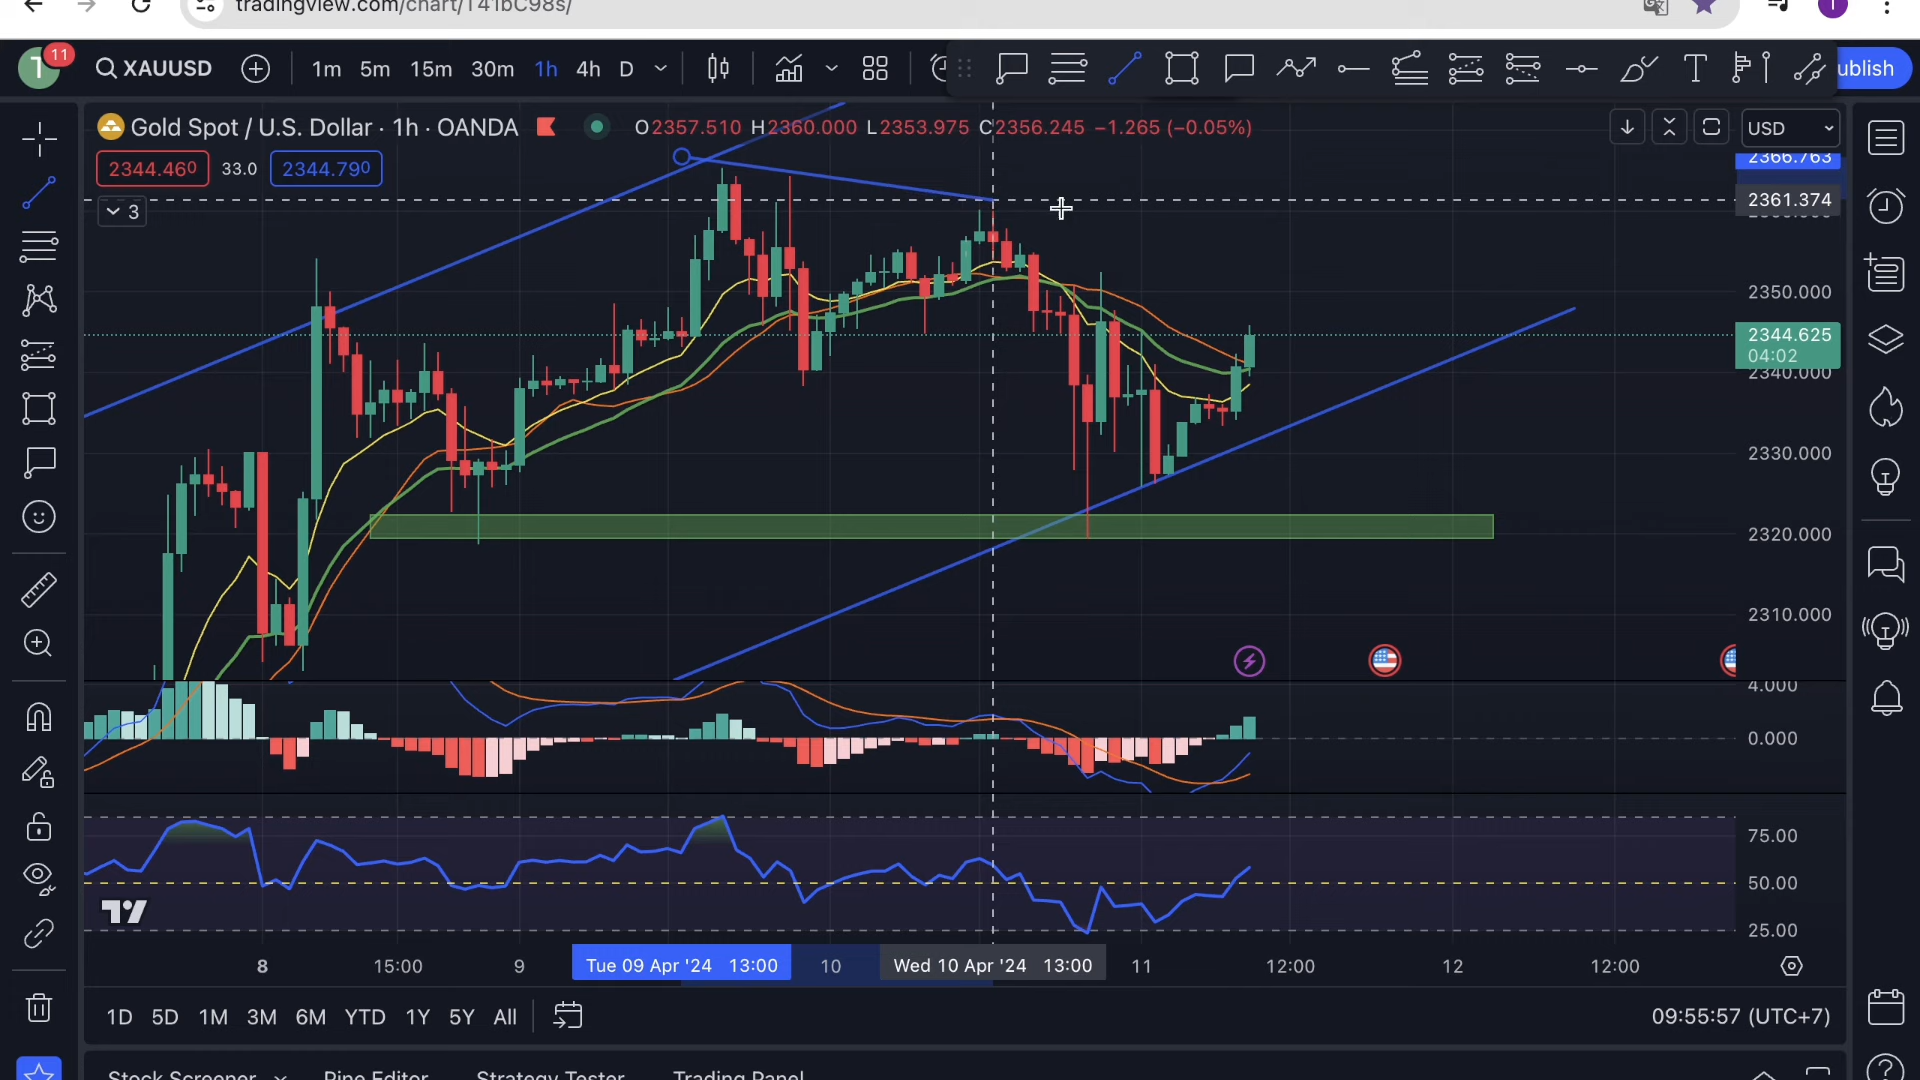 tradingview.com/chart/T41bC98s/
11
XAUUSD 1m 5m 15m 30m 1h 4h D ublish
Gold Spot / U.S. Dollar · 1h · OANDA O2357.510 H2360.000 L2353.975 C2356.245 −1.265 (−0.05%) USD
2344.460 33.0 2344.790
3
2366.763
2361.374
2350.000
2344.625
04:02
2340.000
2330.000
2320.000
2310.000
4.000
0.000
75.00
50.00
25.00
8 15:00 9 Tue 09 Apr '24 13:00 10 Wed 10 Apr '24 13:00 11 12:00 12 12:00
1D 5D 1M 3M 6M YTD 1Y 5Y All 09:55:57 (UTC+7)
Stock Screener Pine Editor Strategy Tester Trading Panel